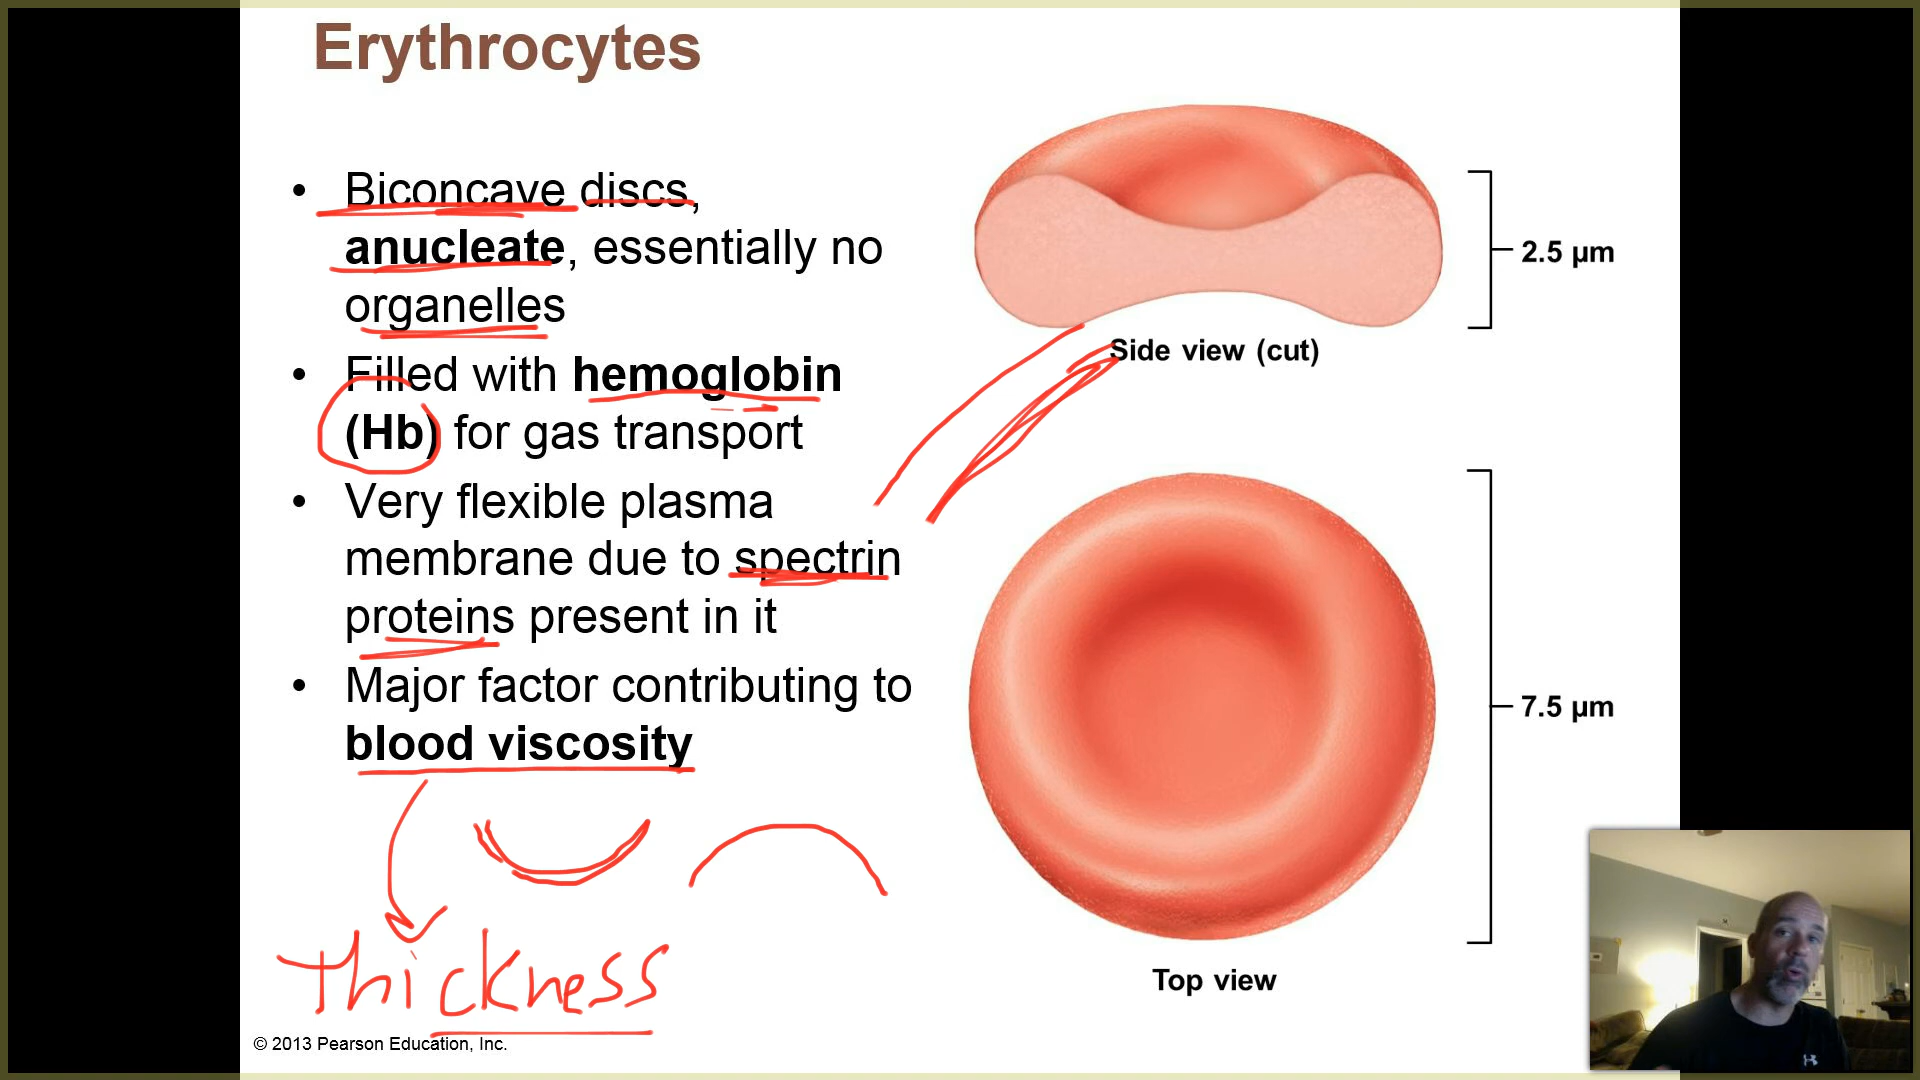 Erythrocytes
• Biconcave discs,
anucleate, essentially no
organelles
• Filled with hemoglobin
(Hb) for gas transport
• Very flexible plasma
membrane due to spectrin
proteins present in it
• Major factor contributing to
blood viscosity
Thickness
© 2013 Pearson Education, Inc.
2.5 µm
Side view (cut)
7.5 µm
Top view